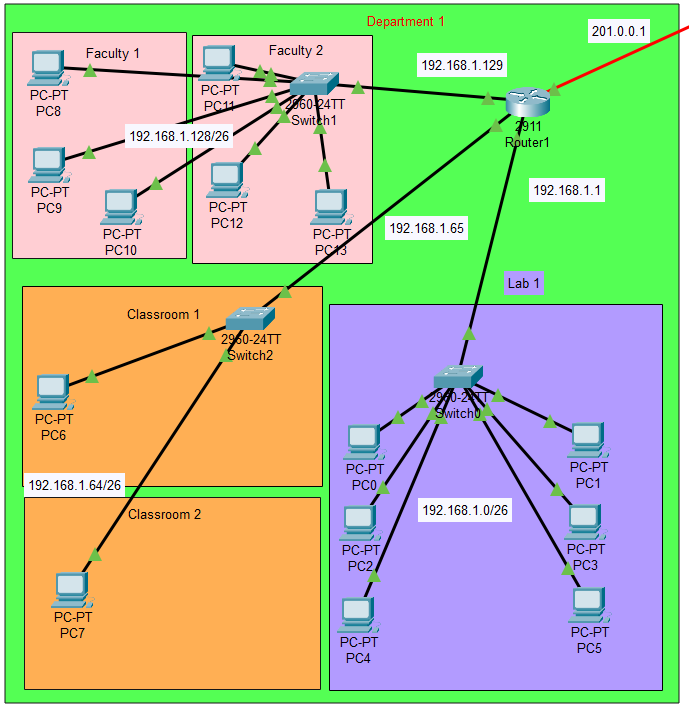 Department 1
201.0.0.1
Faculty 1
Faculty 2
192.168.1.129
PC-PT
PC8
PC-PT
PC11
2960-24TT
Switch1
2911
Router1
192.168.1.128/26
PC-PT
PC9
PC-PT
PC10
PC-PT
PC12
PC-PT
PC13
192.168.1.1
192.168.1.65
Lab 1
Classroom 1
2960-24TT
Switch2
PC-PT
PC6
192.168.1.64/26
Classroom 2
PC-PT
PC7
2960-24TT
Switch0
PC-PT
PC0
PC-PT
PC1
192.168.1.0/26
PC-PT
PC2
PC-PT
PC3
PC-PT
PC4
PC-PT
PC5